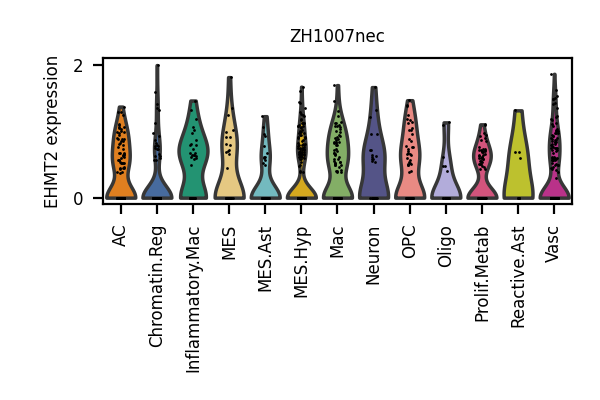 ZH1007nec
EHMT2 expression
2
0
AC
Chromatin.Reg
Inflammatory.Mac
MES
MES.Ast
MES.Hyp
Mac
Neuron
OPC
Oligo
Prolif.Metab
Reactive.Ast
Vasc